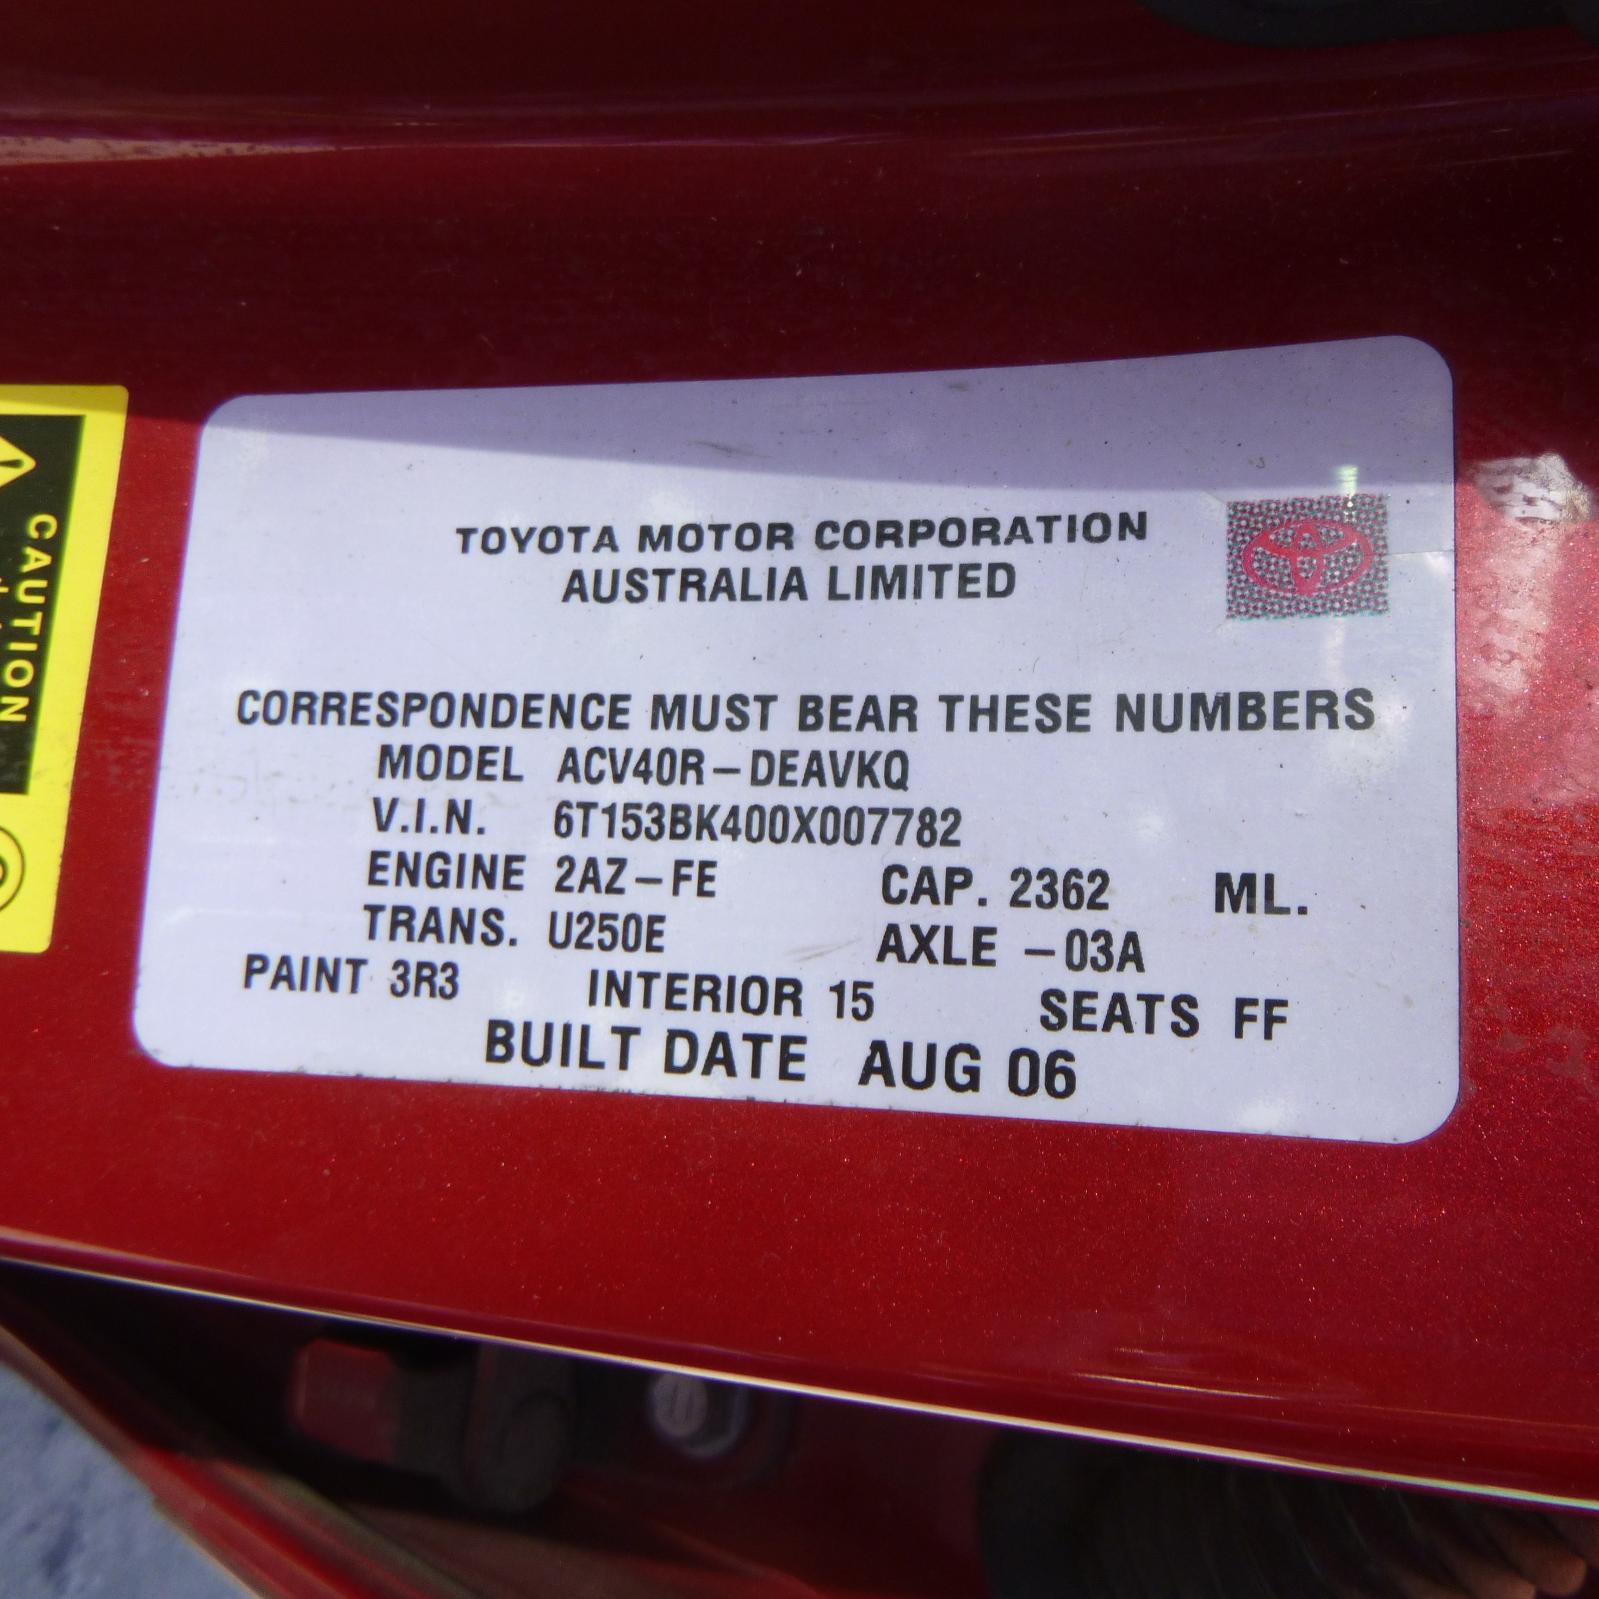 CAUTION
TOYOTA MOTOR CORPORATION
AUSTRALIA LIMITED
CORRESPONDENCE MUST BEAR THESE NUMBERS
MODEL ACV40R-DEAVKQ
V.I.N. 6T153BK400X007782
ENGINE 2AZ-FE CAP. 2362 ML.
TRANS. U250E AXLE -03A
PAINT 3R3 INTERIOR 15 SEATS FF
BUILT DATE AUG 06